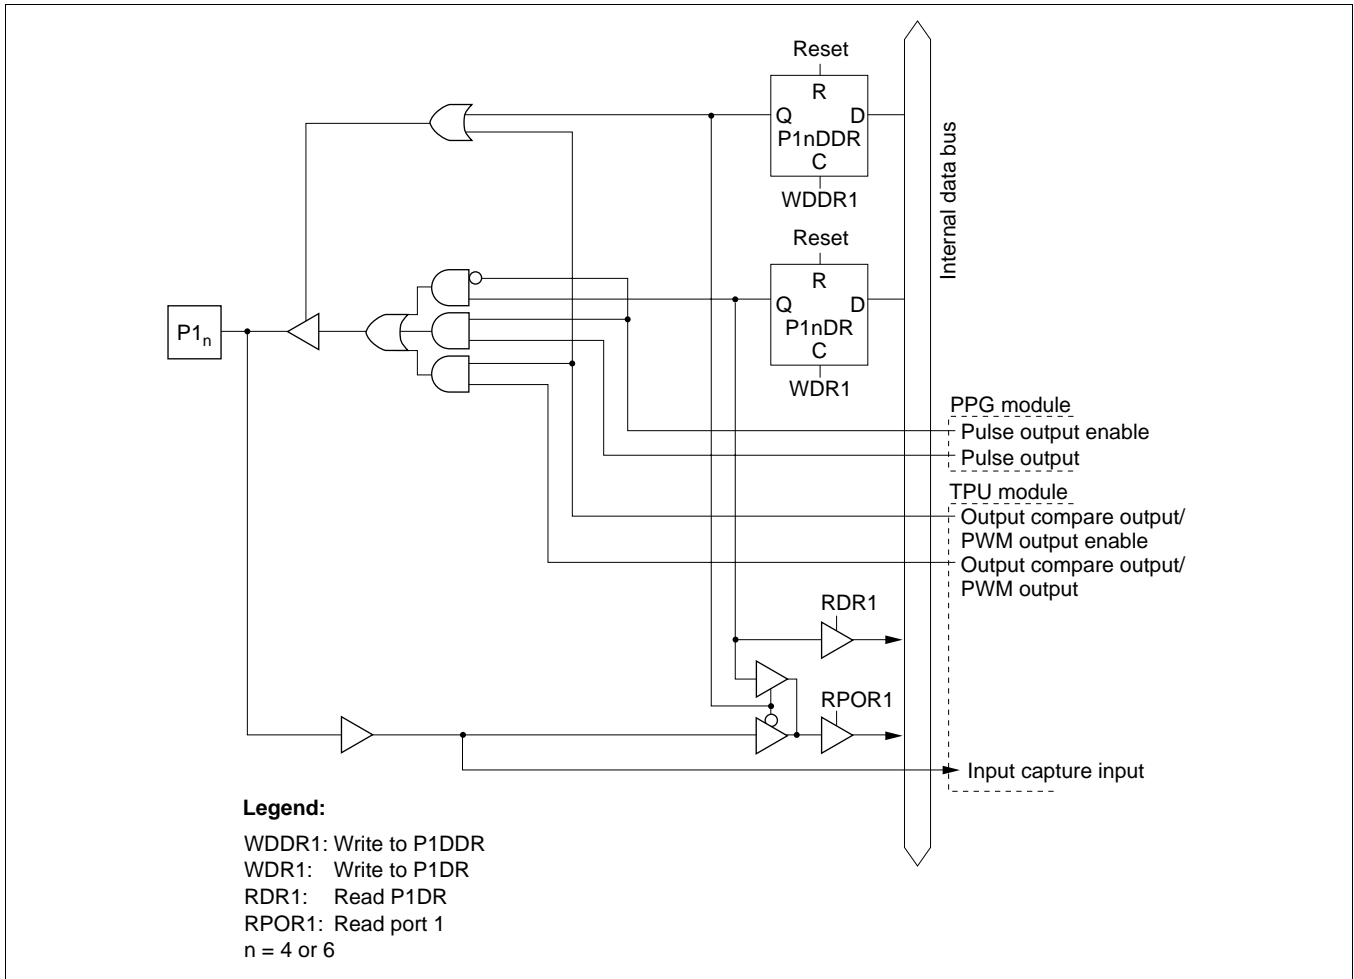 Reset
R
Q D
P1nDDR
C
WDDR1
Internal data bus
Reset
R
Q D
P1nDR
C
WDR1
P1n
PPG module
Pulse output enable
Pulse output
TPU module
Output compare output/
PWM output enable
Output compare output/
PWM output
RDR1
RPOR1
Input capture input
Legend:
WDDR1: Write to P1DDR
WDR1: Write to P1DR
RDR1: Read P1DR
RPOR1: Read port 1
n = 4 or 6